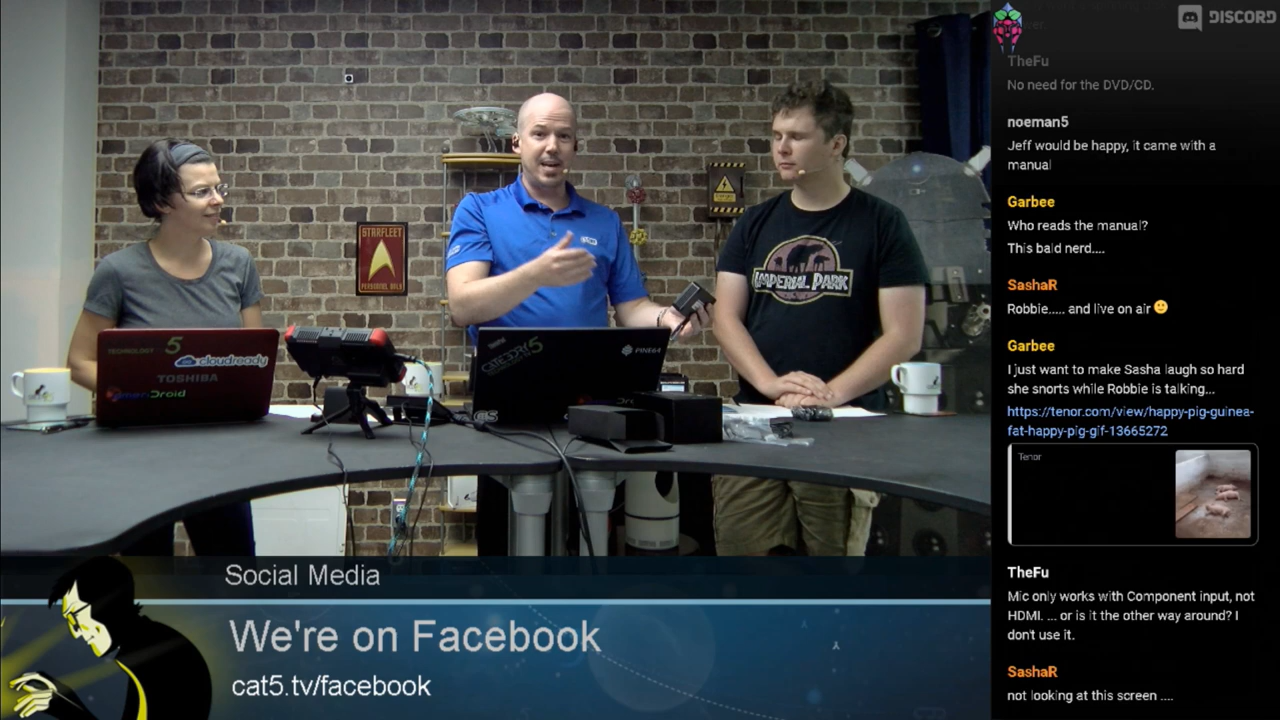 DISCORD
TheFu
No need for the DVD/CD.
noeman5
Jeff would be happy, it came with a
manual
Garbee
Who reads the manual?
This bald nerd....
SashaR
Robbie..... and live on air
Garbee
I just want to make Sasha laugh so hard
she snorts while Robbie is talking...
https://tenor.com/view/happy-pig-guinea-
fat-happy-pig-gif-13665272
Tenor
TheFu
Mic only works with Component input, not
HDMI. ... or is it the other way around? I
don't use it.
SashaR
not looking at this screen ....
STARFLEET
PERSONNEL ONLY
IMPERIAL PARK
TECHNOLOGY 5
cloudready
TOSHIBA
CATEGORY5
PINE64
Social Media
We're on Facebook
cat5.tv/facebook